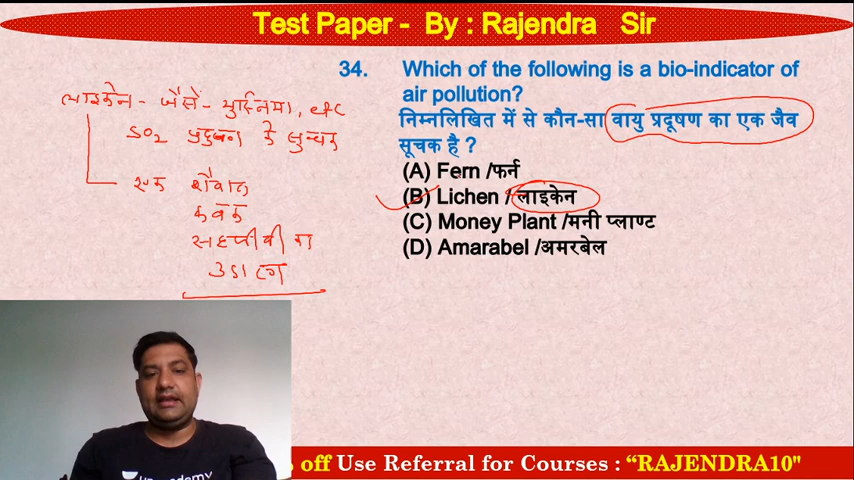 Test Paper - By : Rajendra Sir
34. Which of the following is a bio-indicator of
air pollution?
निम्नलिखित में से कौन-सा वायु प्रदूषण का एक जैव
सूचक है ?
(A) Fern /फर्न
(B) Lichen / लाइकेन
(C) Money Plant /मनी प्लाण्ट
(D) Amarabel /अमरबेल
लाइकेन - जैसे - , etc
SO2 प्रदुषण के सुचक
एक शैवाल
कवक
सहजीवी का
उदा
off Use Referral for Courses : “RAJENDRA10"